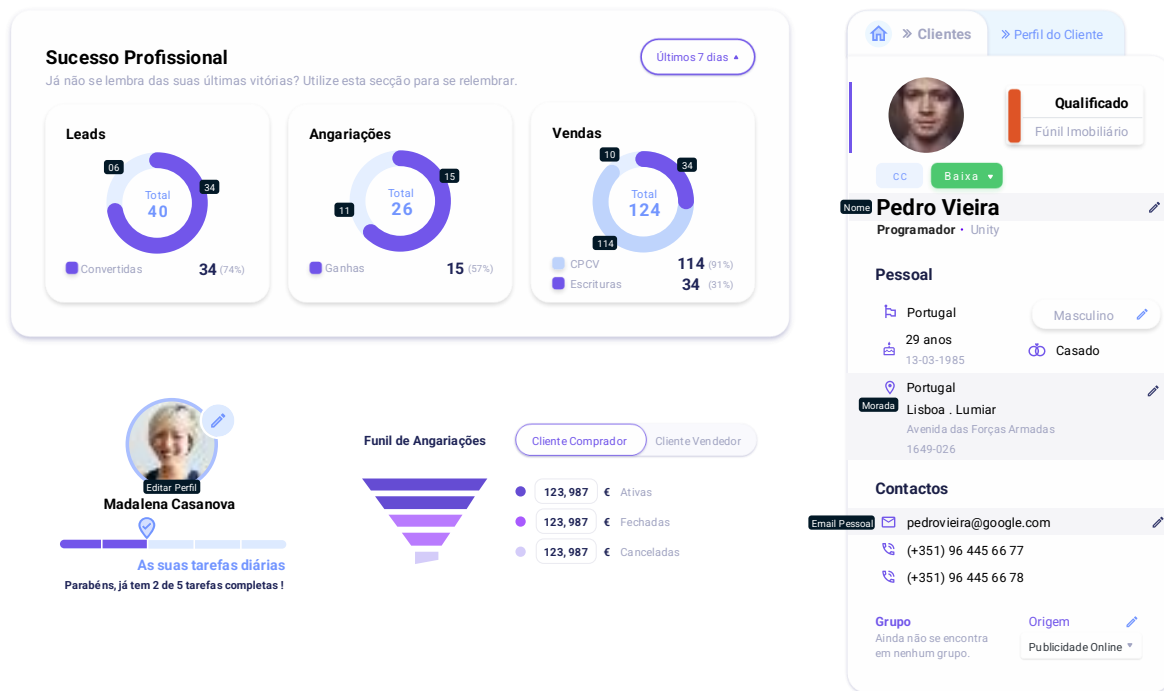 Sucesso Profissional
Já não se lembra das suas últimas vitórias? Utilize esta secção para se relembrar.
Últimos 7 dias
Leads
06
34
Total
40
Convertidas 34 (74%)
Angariações
15
11
Total
26
Ganhas 15 (57%)
Vendas
10
34
Total
124
114
CPCV 114 (91%)
Escrituras 34 (31%)
Editar Perfil
Madalena Casanova
As suas tarefas diárias
Parabéns, já tem 2 de 5 tarefas completas !
Funil de Angariações
Cliente Comprador
Cliente Vendedor
123,987 € Ativas
123,987 € Fechadas
123,987 € Canceladas
Clientes
Perfil do Cliente
Qualificado
Fúnil Imobiliário
CC
Baixa
Nome
Pedro Vieira
Programador · Unity
Pessoal
Portugal
Masculino
29 anos
13-03-1985
Casado
Morada
Portugal
Lisboa . Lumiar
Avenida das Forças Armadas
1649-026
Contactos
Email Pessoal
pedrovieira@google.com
(+351) 96 445 66 77
(+351) 96 445 66 78
Grupo
Ainda não se encontra
em nenhum grupo.
Origem
Publicidade Online